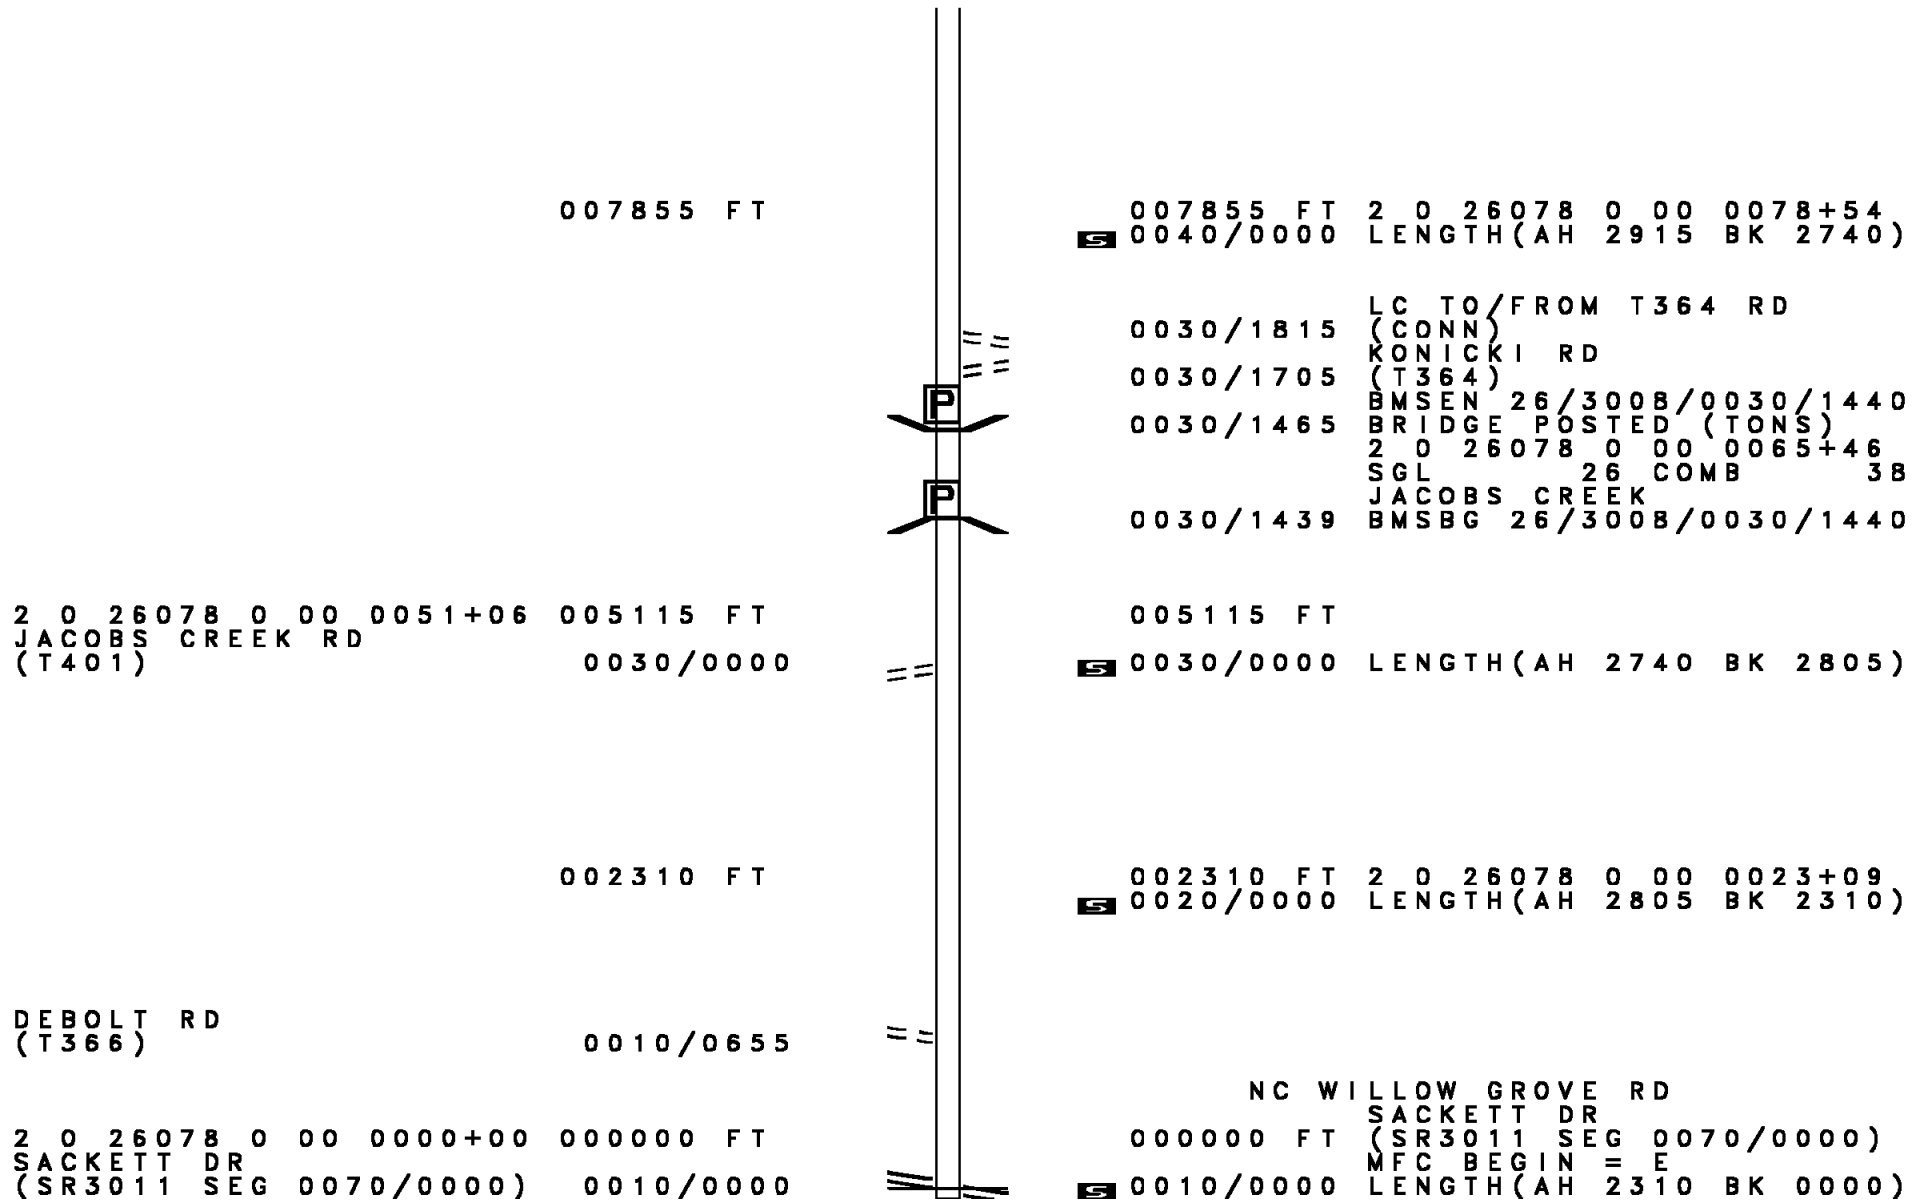 007855 FT 007855 FT 2 0 26078 0 00 0078+54
S 0040/0000 LENGTH(AH 2915 BK 2740)
LC TO/FROM T364 RD
0030/1815 (CONN)
KONICKI RD
0030/1705 (T364)
P BMSEN 26/3008/0030/1440
0030/1465 BRIDGE POSTED (TONS)
2 0 26078 0 00 0065+46
SGL 26 COMB 38
P JACOBS CREEK
0030/1439 BMSBG 26/3008/0030/1440
2 0 26078 0 00 0051+06 005115 FT 005115 FT
JACOBS CREEK RD
(T401) 0030/0000 S 0030/0000 LENGTH(AH 2740 BK 2805)
002310 FT 002310 FT 2 0 26078 0 00 0023+09
S 0020/0000 LENGTH(AH 2805 BK 2310)
DEBOLT RD
(T366) 0010/0655
NC WILLOW GROVE RD
SACKETT DR
2 0 26078 0 00 0000+00 000000 FT 000000 FT (SR3011 SEG 0070/0000)
SACKETT DR MFC BEGIN = E
(SR3011 SEG 0070/0000) 0010/0000 S 0010/0000 LENGTH(AH 2310 BK 0000)